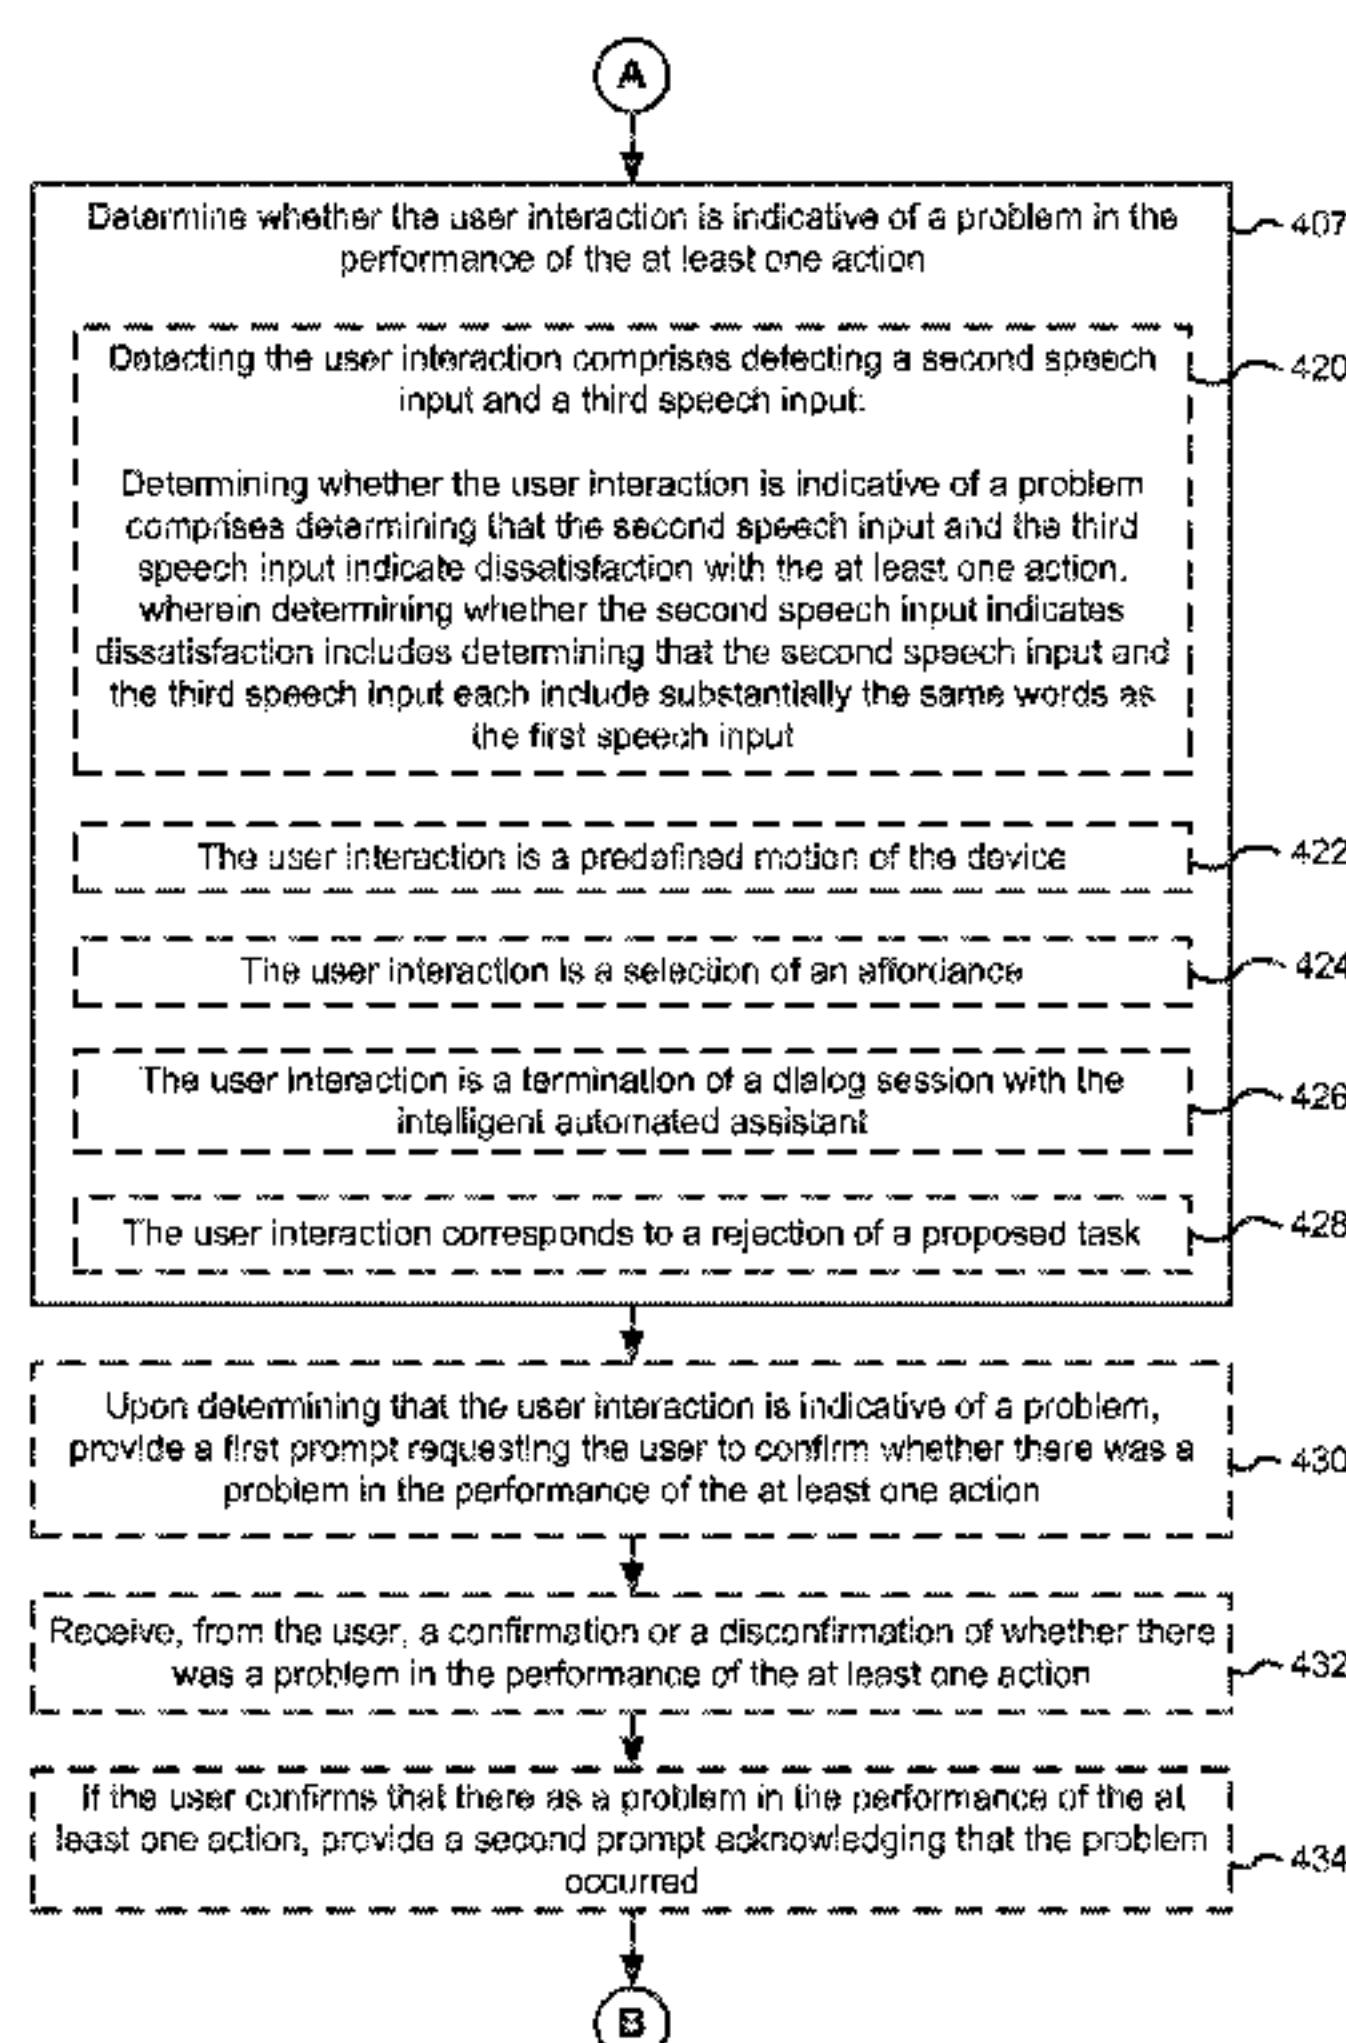 A
Determine whether the user interaction is indicative of a problem in the
performance of the at least one action
407
Detecting the user interaction comprises detecting a second speech
input and a third speech input:
420
Determining whether the user interaction is indicative of a problem
comprises determining that the second speech input and the third
speech input indicate dissatisfaction with the at least one action,
wherein determining whether the second speech input indicates
dissatisfaction includes determining that the second speech input and
the third speech input each include substantially the same words as
the first speech input
The user interaction is a predefined motion of the device
422
The user interaction is a selection of an affordance
424
The user interaction is a termination of a dialog session with the
intelligent automated assistant
426
The user interaction corresponds to a rejection of a proposed task
428
Upon determining that the user interaction is indicative of a problem,
provide a first prompt requesting the user to confirm whether there was a
problem in the performance of the at least one action
430
Receive, from the user, a confirmation or a disconfirmation of whether there
was a problem in the performance of the at least one action
432
If the user confirms that there as a problem in the performance of the at
least one action, provide a second prompt acknowledging that the problem
occurred
434
B